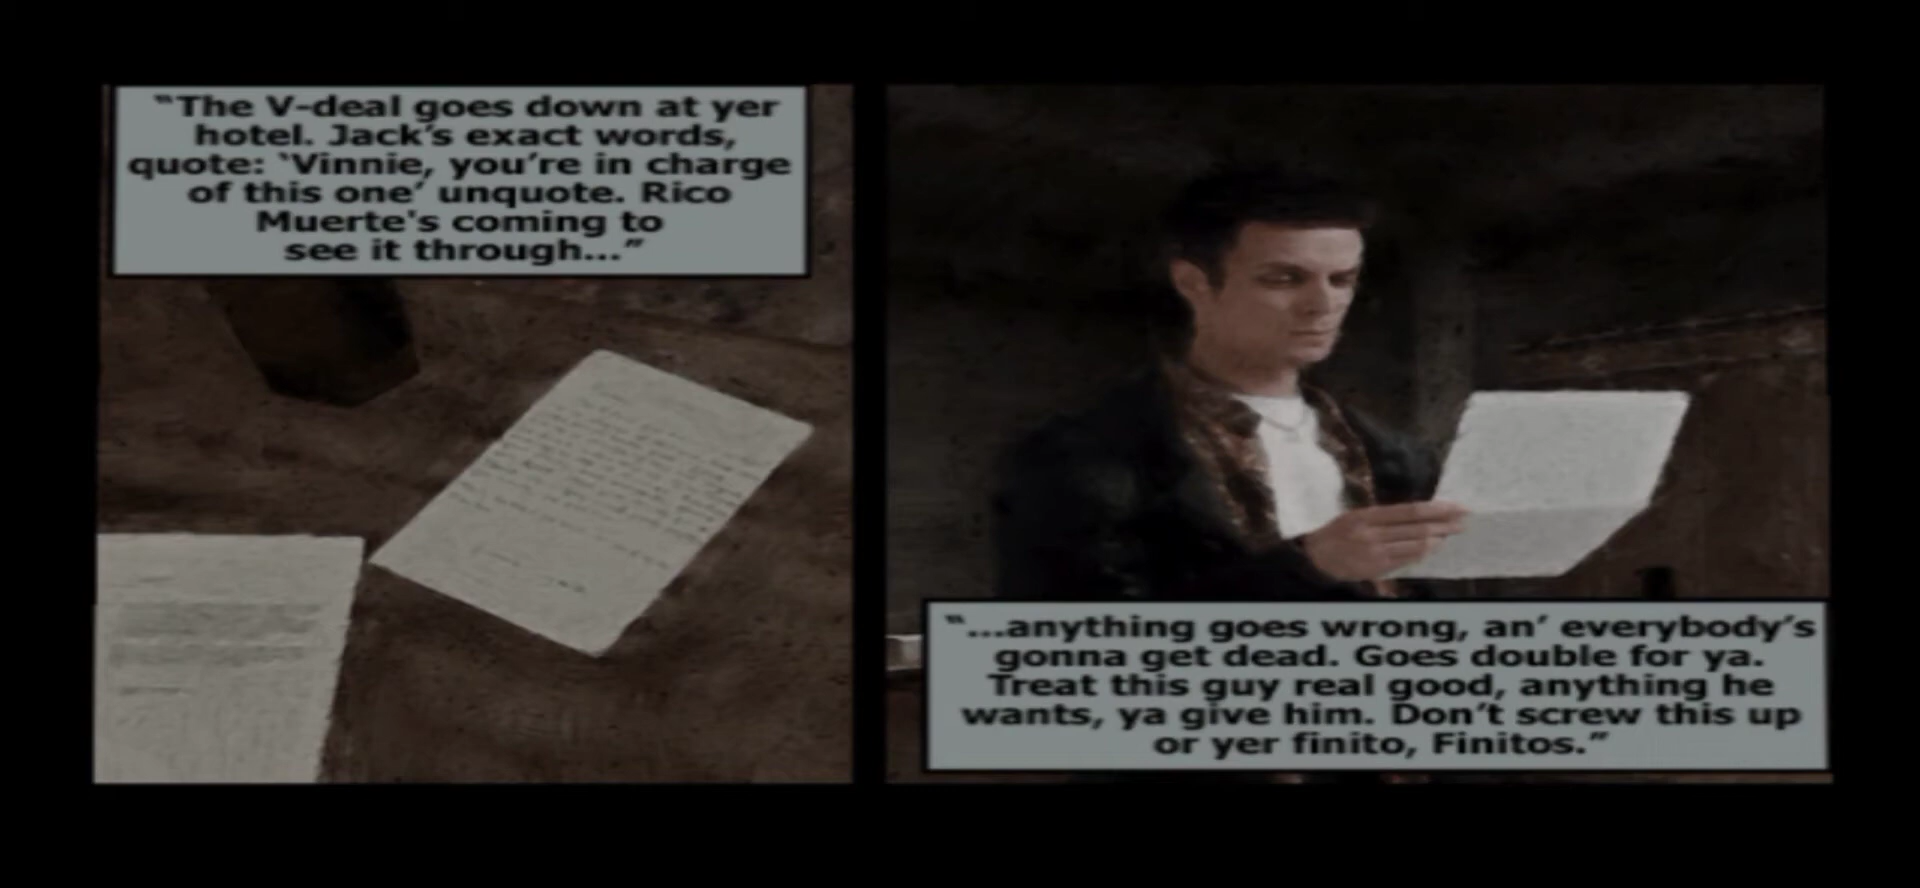 “The V-deal goes down at yer
hotel. Jack’s exact words,
quote: ‘Vinnie, you’re in charge
of this one’ unquote. Rico
Muerte's coming to
see it through...”
“...anything goes wrong, an’ everybody’s
gonna get dead. Goes double for ya.
Treat this guy real good, anything he
wants, ya give him. Don’t screw this up
or yer finito, Finitos.”